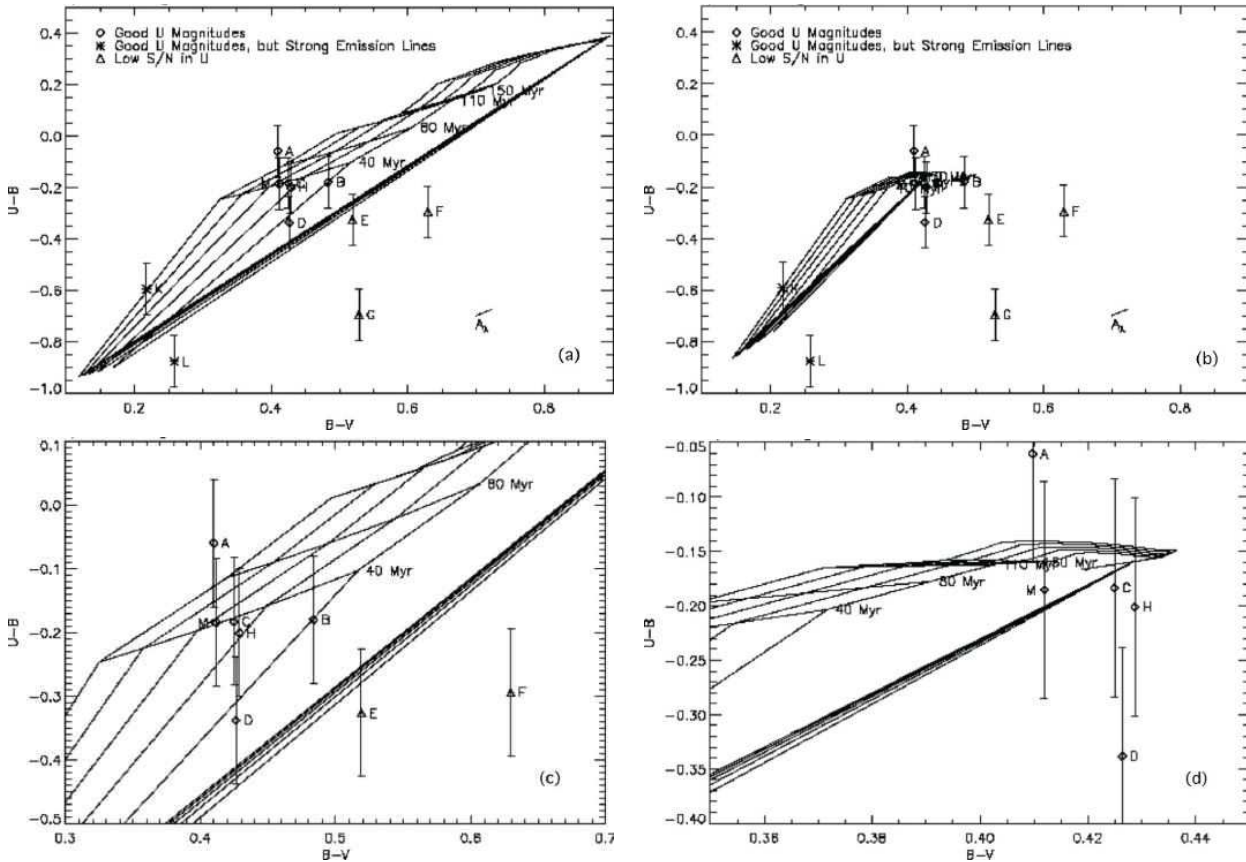 ◇ Good U Magnitudes
✳ Good U Magnitudes, but Strong Emission Lines
△ Low S/N in U
0.4
0.2
0.0
-0.2
-0.4
-0.6
-0.8
-1.0
U-B
150 Myr
110 Myr
80 Myr
40 Myr
A
H
B
D
E
F
K
G
L
Aλ
(a)
0.2
0.4
0.6
0.8
B-V
◇ Good U Magnitudes
✳ Good U Magnitudes, but Strong Emission Lines
△ Low S/N in U
0.4
0.2
0.0
-0.2
-0.4
-0.6
-0.8
-1.0
U-B
A
B
D
E
F
K
G
L
Aλ
(b)
0.2
0.4
0.6
0.8
B-V
0.1
0.0
-0.1
-0.2
-0.3
-0.4
-0.5
U-B
80 Myr
40 Myr
A
M
C
H
B
D
E
F
(c)
0.3
0.4
0.5
0.6
0.7
B-V
-0.05
-0.10
-0.15
-0.20
-0.25
-0.30
-0.35
-0.40
U-B
A
110 Myr
80 Myr
40 Myr
M
C
H
D
(d)
0.36
0.38
0.40
0.42
0.44
B-V